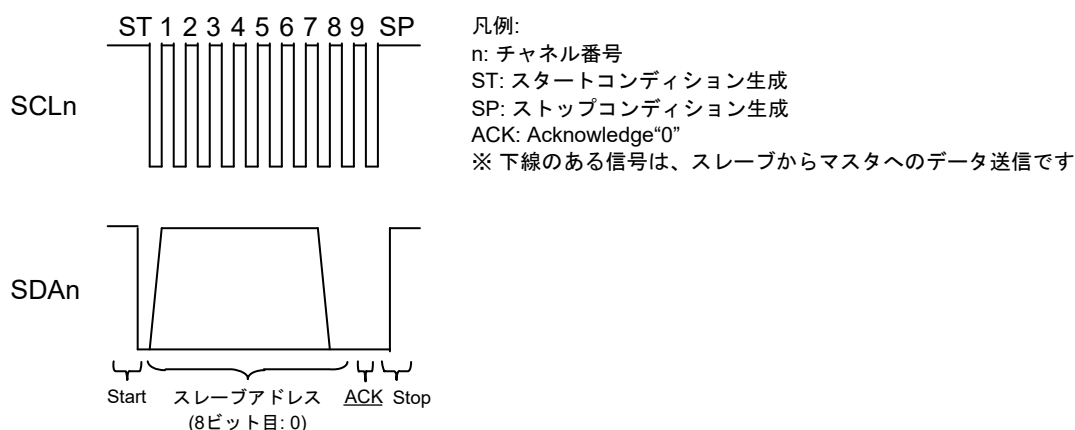 ST 1 2 3 4 5 6 7 8 9 SP
SCLn
凡例:
n: チャネル番号
ST: スタートコンディション生成
SP: ストップコンディション生成
ACK: Acknowledge“0”
※ 下線のある信号は、スレーブからマスタへのデータ送信です
SDAn
Start スレーブアドレス ACK Stop
(8ビット目: 0)